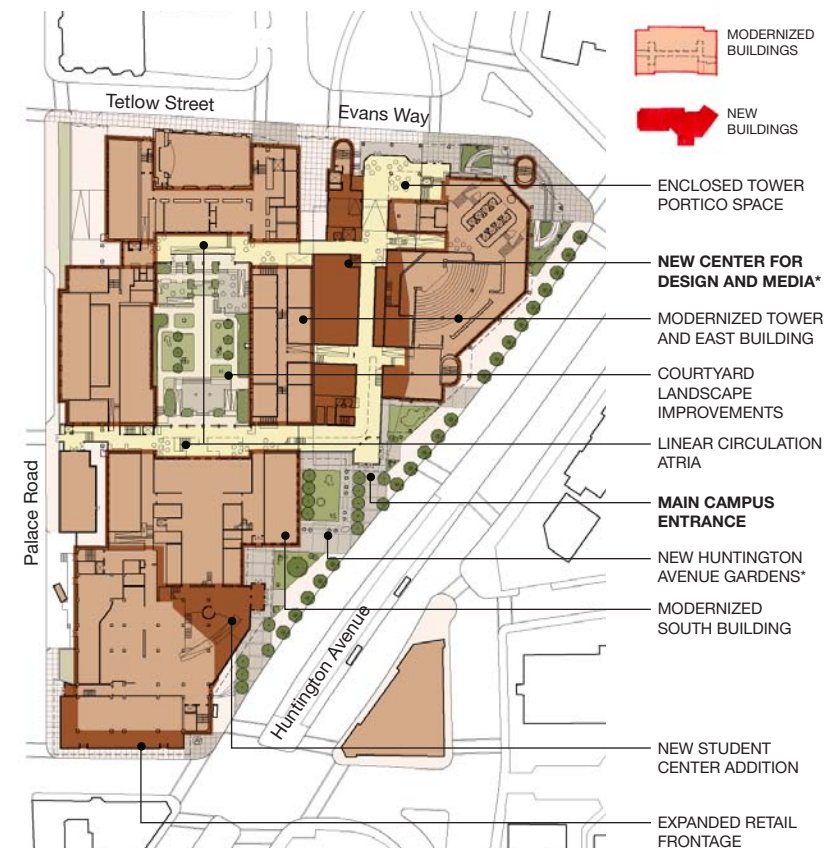 MODERNIZED
BUILDINGS
NEW
BUILDINGS
Tetlow Street
Evans Way
ENCLOSED TOWER
PORTICO SPACE
NEW CENTER FOR
DESIGN AND MEDIA*
MODERNIZED TOWER
AND EAST BUILDING
COURTYARD
LANDSCAPE
IMPROVEMENTS
LINEAR CIRCULATION
ATRIA
Palace Road
MAIN CAMPUS
ENTRANCE
NEW HUNTINGTON
AVENUE GARDENS*
MODERNIZED
SOUTH BUILDING
Huntington Avenue
NEW STUDENT
CENTER ADDITION
EXPANDED RETAIL
FRONTAGE